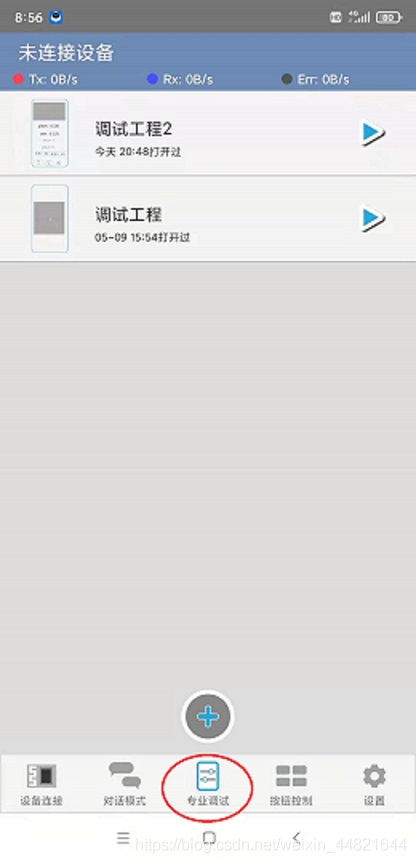 8:56
HD 4G 80
未连接设备
Tx: 0B/s Rx: 0B/s Err: 0B/s
调试工程2
今天 20:48打开过
调试工程
05-09 15:54打开过
设备连接 对话模式 专业调试 按钮控制 设置
https://blog.csdn.net/weixin_44821644